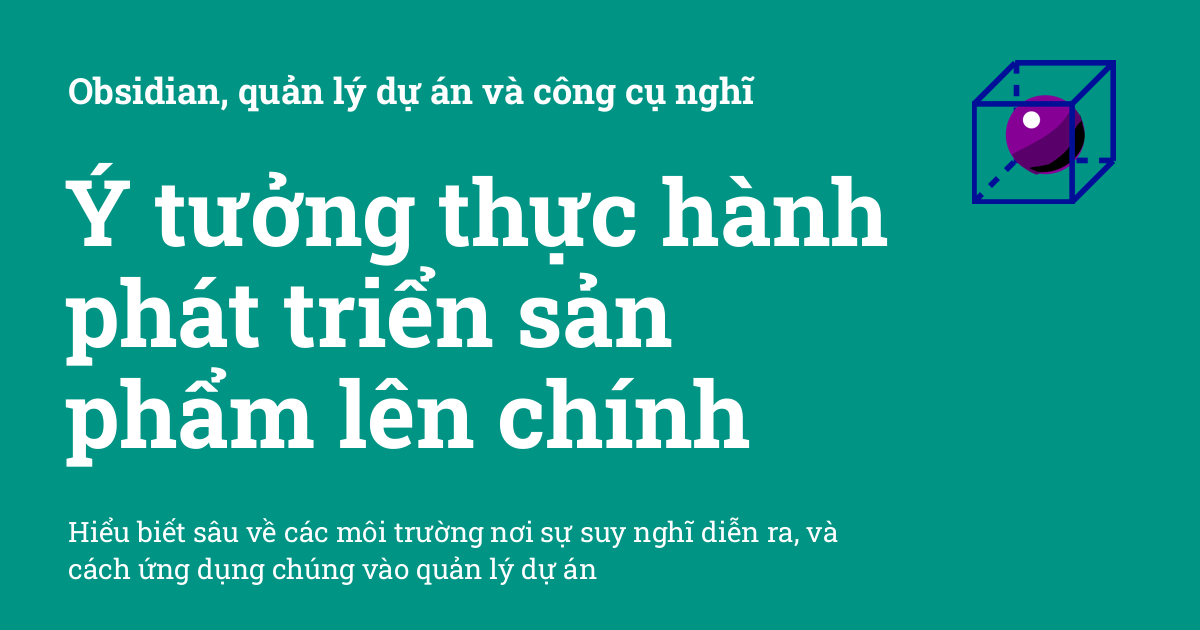 Obsidian, quản lý dự án và công cụ nghĩ
Ý tưởng thực hành
phát triển sản
phẩm lên chính
Hiểu biết sâu về các môi trường nơi sự suy nghĩ diễn ra, và
cách ứng dụng chúng vào quản lý dự án